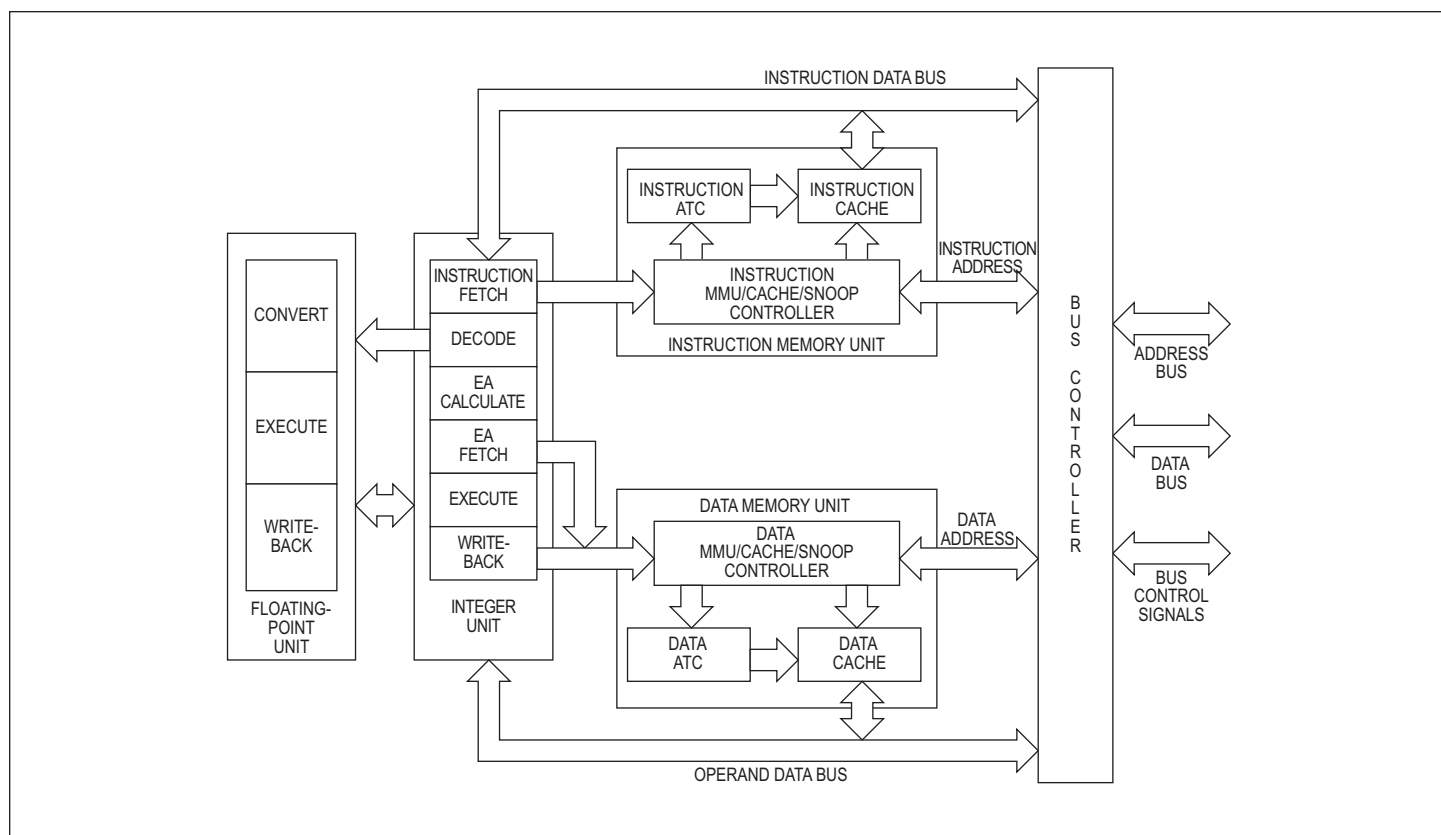 INSTRUCTION DATA BUS
INSTRUCTION
ATC
INSTRUCTION
CACHE
INSTRUCTION
MMU/CACHE/SNOOP
CONTROLLER
INSTRUCTION MEMORY UNIT
INSTRUCTION
ADDRESS
CONVERT
EXECUTE
WRITE-
BACK
FLOATING-
POINT
UNIT
INSTRUCTION
FETCH
DECODE
EA
CALCULATE
EA
FETCH
EXECUTE
WRITE-
BACK
INTEGER
UNIT
DATA MEMORY UNIT
DATA
MMU/CACHE/SNOOP
CONTROLLER
DATA
ATC
DATA
CACHE
DATA
ADDRESS
OPERAND DATA BUS
BUS CONTROLLER
ADDRESS
BUS
DATA
BUS
BUS
CONTROL
SIGNALS